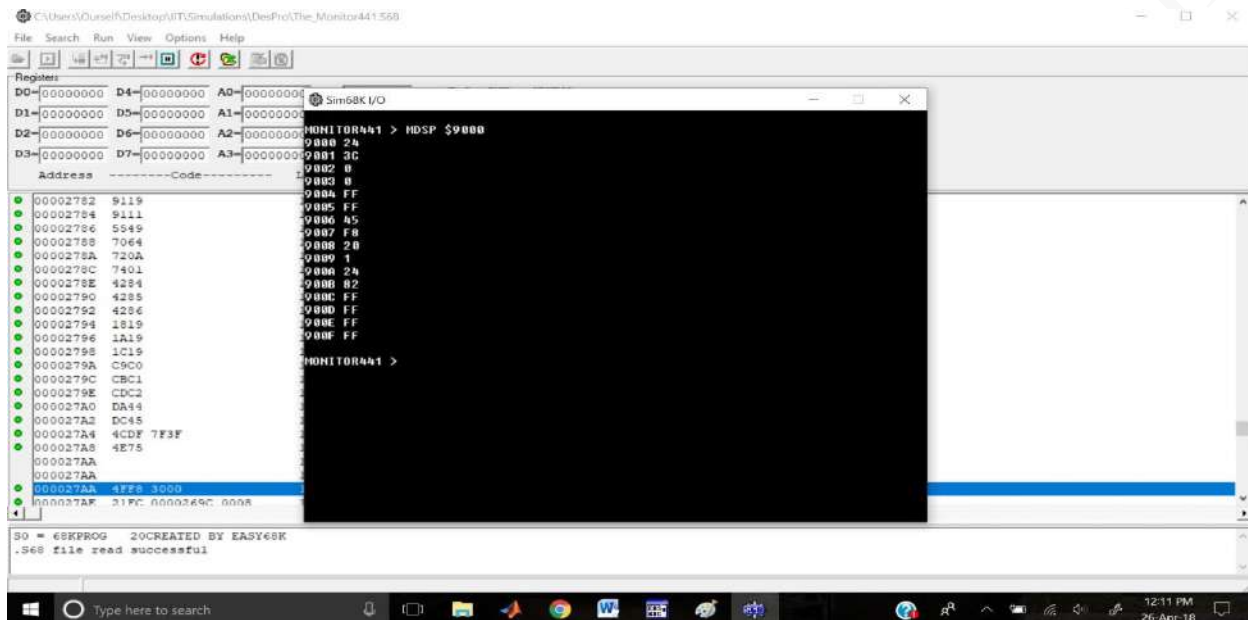 C:\Users\Ourself\Desktop\IIT\Simulations\DesPro\The_Monitor441.S68
File Search Run View Options Help
Registers
D0=00000000 D4=00000000 A0=00000000
D1=00000000 D5=00000000 A1=00000000
D2=00000000 D6=00000000 A2=00000000
D3=00000000 D7=00000000 A3=00000000
Address --------Code---------
00002782 9119
00002784 9111
00002786 5549
00002788 7064
0000278A 720A
0000278C 7401
0000278E 4284
00002790 4285
00002792 4286
00002794 1819
00002796 1A19
00002798 1C19
0000279A C9C0
0000279C CBC1
0000279E CDC2
000027A0 DA44
000027A2 DC45
000027A4 4CDF 7F3F
000027A8 4E75
000027AA
000027AA
000027AA 4FF8 3000
000027AE 21FC 0000269C 0008
Sim68K I/O
MONITOR441 > MDSP $9000
9000 24
9001 3C
9002 0
9003 0
9004 FF
9005 FF
9006 45
9007 F8
9008 20
9009 1
900A 24
900B 82
900C FF
900D FF
900E FF
900F FF
MONITOR441 >
S0 = 68KPROG 20CREATED BY EASY68K
.S68 file read successful
Type here to search
12:11 PM
26-Apr-18